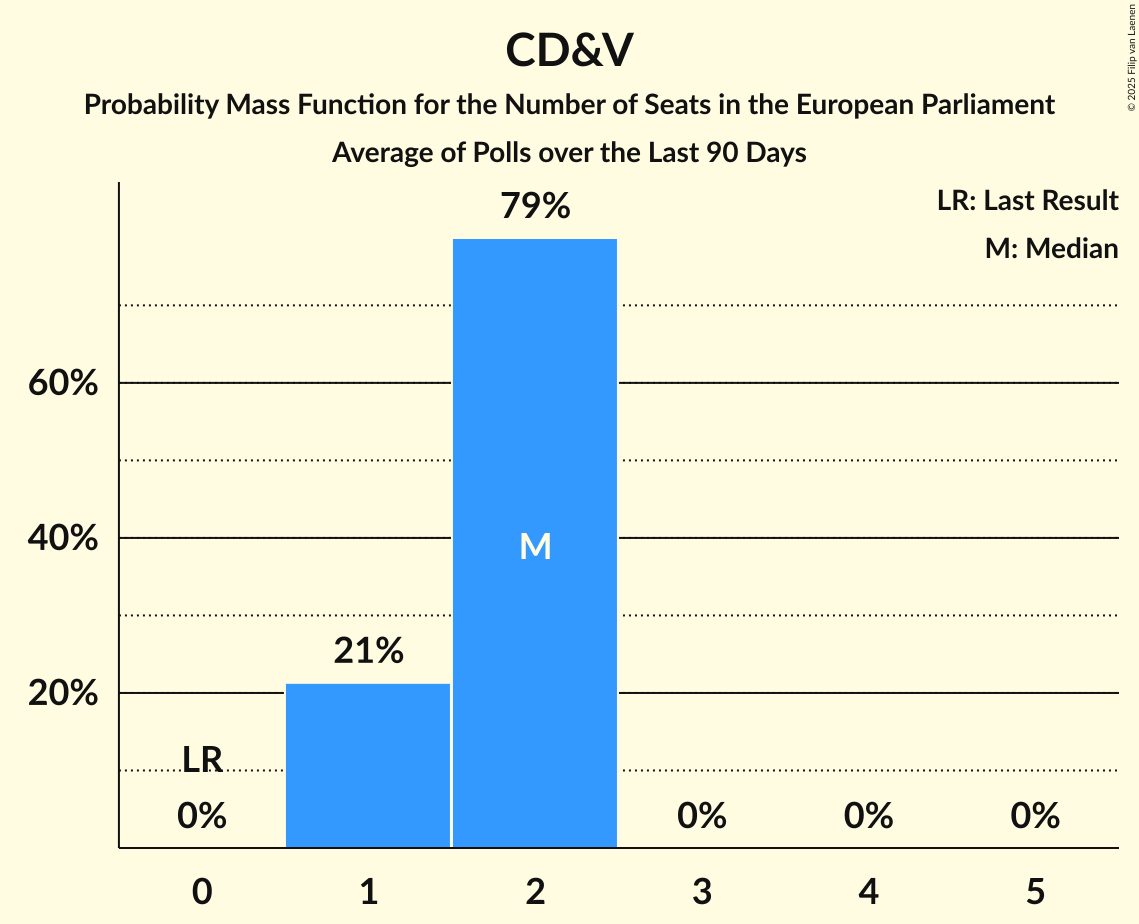 CD&V
Probability Mass Function for the Number of Seats in the European Parliament
Average of Polls over the Last 90 Days
© 2025 Filip van Laenen
LR: Last Result
M: Median
79%
60%
40%
M
21%
20%
LR
0%
0%
0%
0%
0
1
2
3
4
5